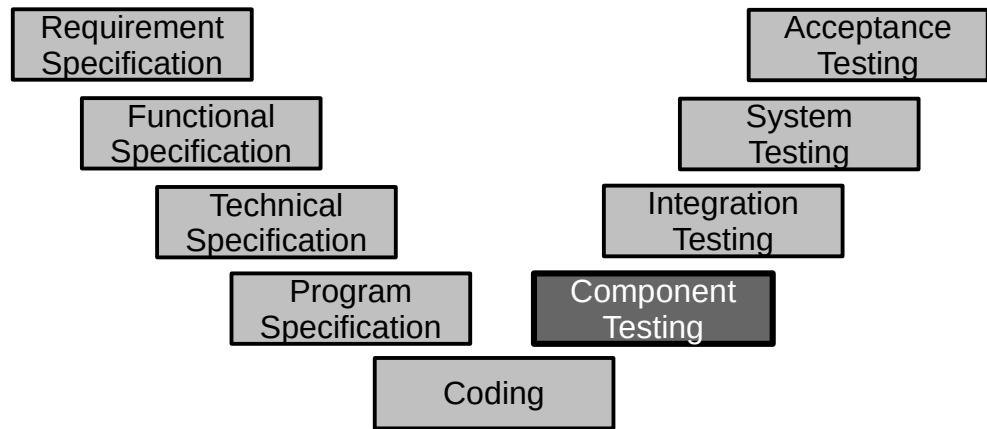 Requirement
Specification
Acceptance
Testing
Functional
Specification
System
Testing
Technical
Specification
Integration
Testing
Program
Specification
Component
Testing
Coding